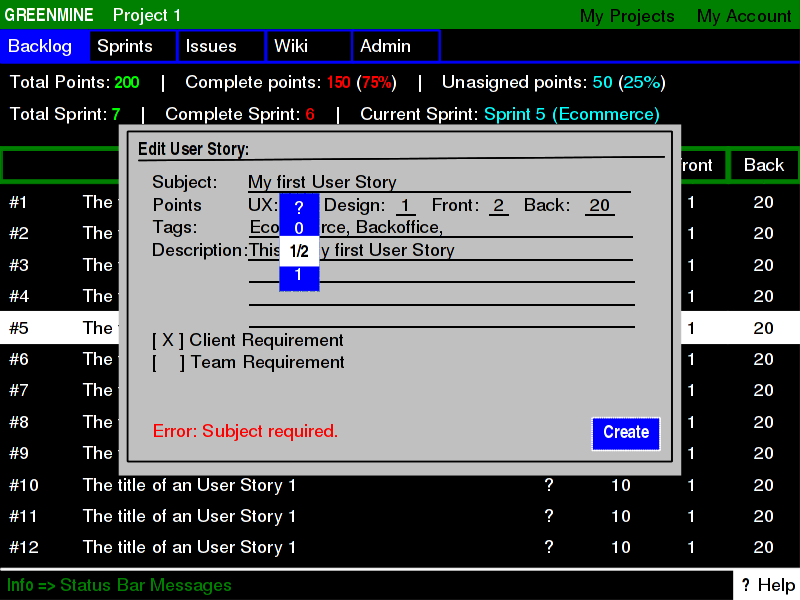 GREENMINE Project 1 My Projects My Account
Backlog Sprints Issues Wiki Admin
Total Points: 200 | Complete points: 150 (75%) | Unasigned points: 50 (25%)
Total Sprint: 7 | Complete Sprint: 6 | Current Sprint: Sprint 5 (Ecommerce)
Edit User Story:
ront Back
Subject: My first User Story
#1 The 1 20
Points UX: ? Design: 1 Front: 2 Back: 20
Tags: Eco 0 rce, Backoffice,
#2 The 1 20
Description: This 1/2 y first User Story
#3 The 1 20
1
#4 The 1 20
#5 The 1 20
[ X ] Client Requirement
#6 The 1 20
[ ] Team Requirement
#7 The 1 20
#8 The 1 20
Error: Subject required. Create
#9 The 1 20
#10 The title of an User Story 1 ? 10 1 20
#11 The title of an User Story 1 ? 10 1 20
#12 The title of an User Story 1 ? 10 1 20
Info => Status Bar Messages ? Help